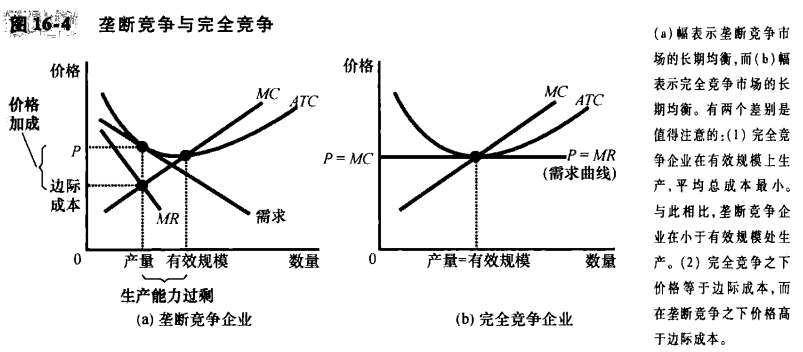 图 16-4 垄断竞争与完全竞争
价格
MC
ATC
价格
加成
P
边际
成本
MR
需求
0
产量
有效规模
数量
生产能力过剩
(a) 垄断竞争企业
价格
MC
ATC
P = MC
P = MR
(需求曲线)
0
产量=有效规模
数量
(b) 完全竞争企业
(a)幅表示垄断竞争市
场的长期均衡,而(b)幅
表示完全竞争市场的长
期均衡。有两个差别是
值得注意的:(1) 完全竞
争企业在有效规模上生
产,平均总成本最小。
与此相比,垄断竞争企
业在小于有效规模处生
产。(2) 完全竞争之下
价格等于边际成本,而
在垄断竞争之下价格高
于边际成本。